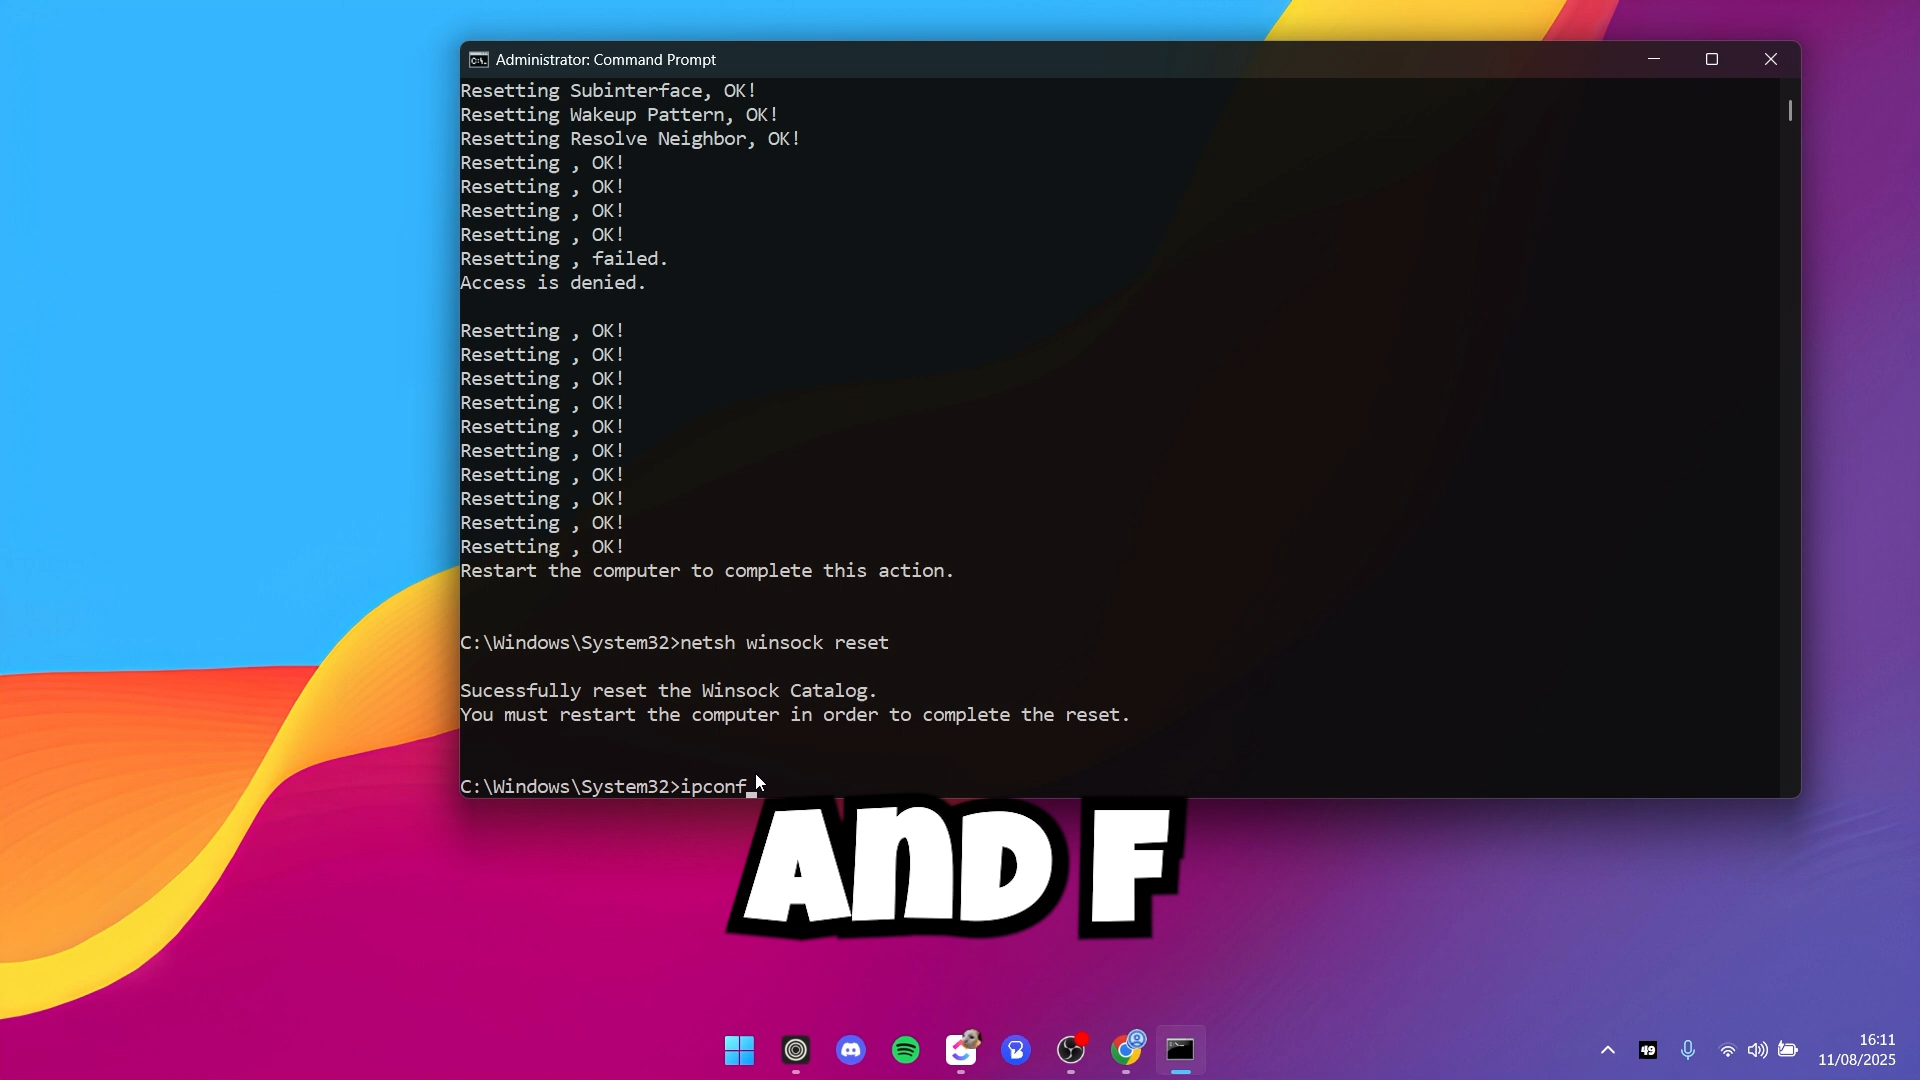 Administrator: Command Prompt
Resetting Subinterface, OK!
Resetting Wakeup Pattern, OK!
Resetting Resolve Neighbor, OK!
Resetting , OK!
Resetting , OK!
Resetting , OK!
Resetting , OK!
Resetting , failed.
Access is denied.
Resetting , OK!
Resetting , OK!
Resetting , OK!
Resetting , OK!
Resetting , OK!
Resetting , OK!
Resetting , OK!
Resetting , OK!
Resetting , OK!
Resetting , OK!
Restart the computer to complete this action.
C:\Windows\System32>netsh winsock reset
Sucessfully reset the Winsock Catalog.
You must restart the computer in order to complete the reset.
C:\Windows\System32>ipconf_
AND F
49
16:11
11/08/2025